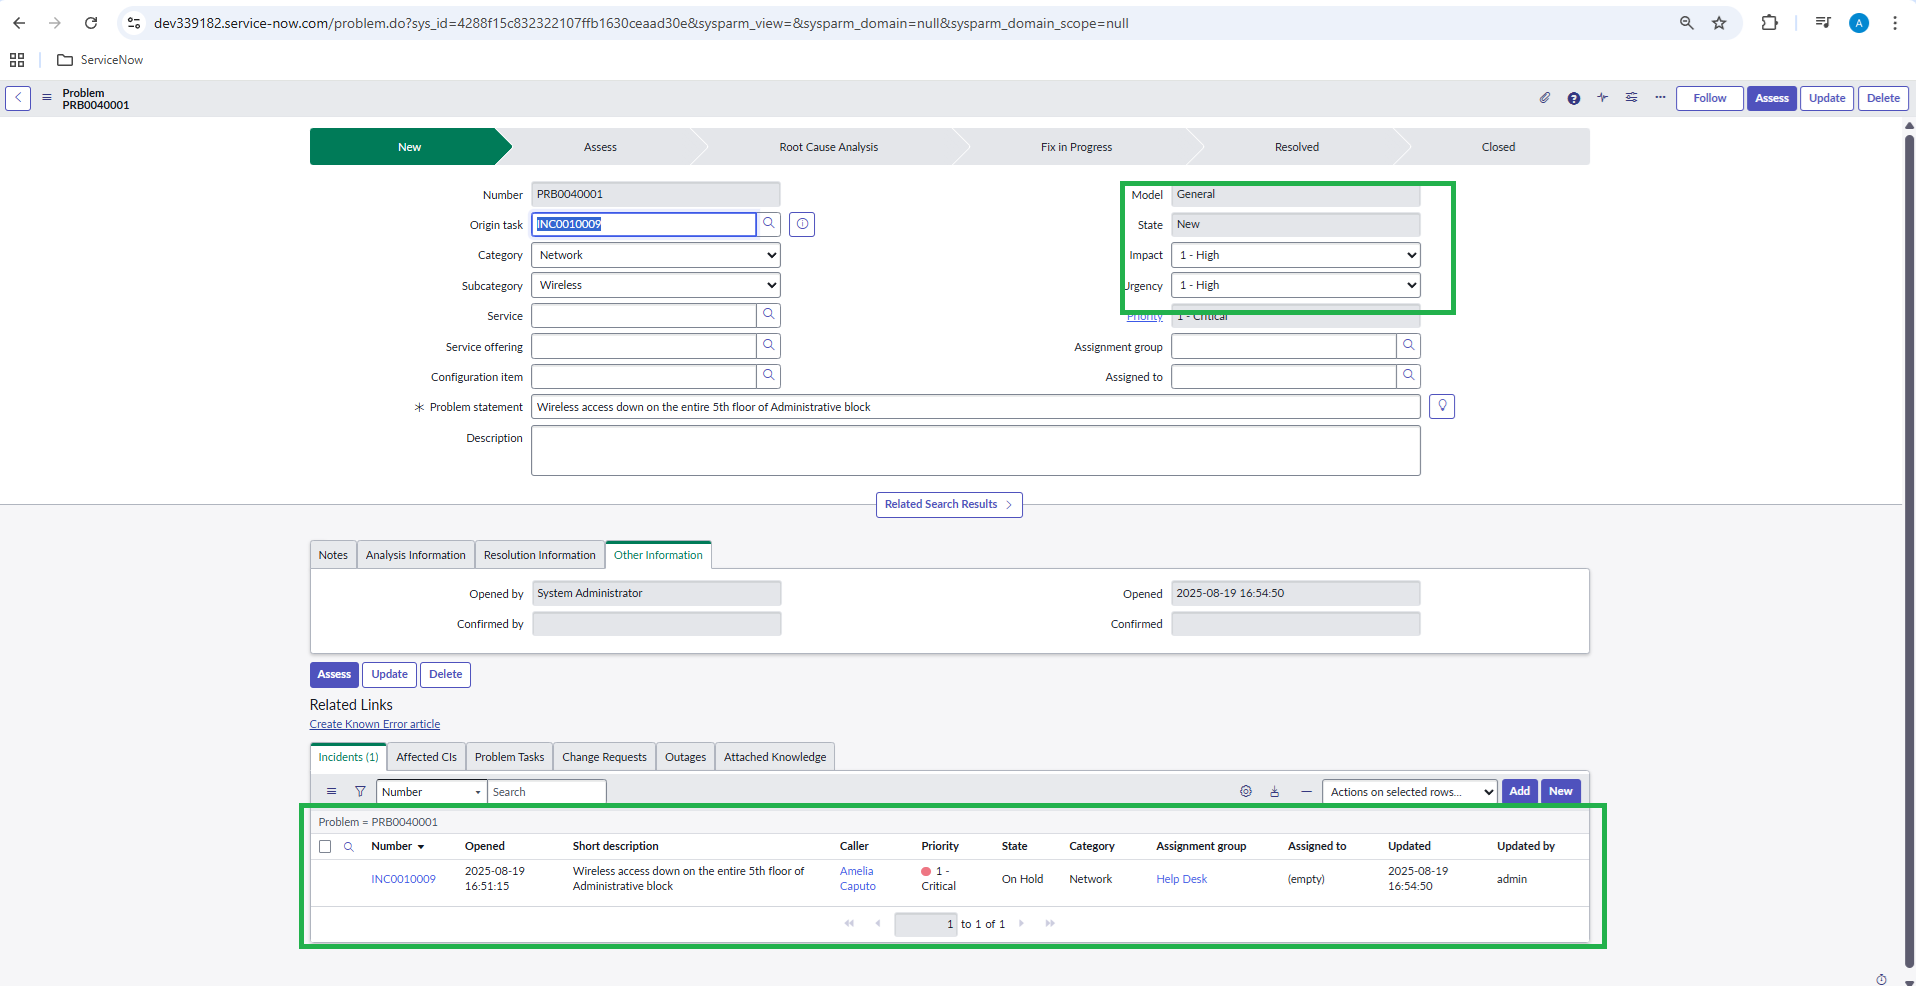 dev339182.service-now.com/problem.do?sys_id=4288f15c832322107ffb1630ceaad30e&sysparm_view=&sysparm_domain=null&sysparm_domain_scope=null
A
ServiceNow
Problem
PRB0040001
Follow
Assess
Update
Delete
New
Assess
Root Cause Analysis
Fix in Progress
Resolved
Closed
Number PRB0040001
Model General
Origin task INC0010009
State New
Category Network
Impact 1 - High
Subcategory Wireless
Urgency 1 - High
Service
Priority 1 - Critical
Service offering
Assignment group
Configuration item
Assigned to
Problem statement Wireless access down on the entire 5th floor of Administrative block
Description
Related Search Results
Notes
Analysis Information
Resolution Information
Other Information
Opened by System Administrator
Opened 2025-08-19 16:54:50
Confirmed by
Confirmed
Assess
Update
Delete
Related Links
Create Known Error article
Incidents (1)
Affected CIs
Problem Tasks
Change Requests
Outages
Attached Knowledge
Number
Search
Actions on selected rows...
Add
New
Problem = PRB0040001
Number Opened Short description Caller Priority State Category Assignment group Assigned to Updated Updated by
INC0010009
2025-08-19
16:51:15
Wireless access down on the entire 5th floor of
Administrative block
Amelia
Caputo
1 -
Critical
On Hold
Network
Help Desk
(empty)
2025-08-19
16:54:50
admin
1 to 1 of 1